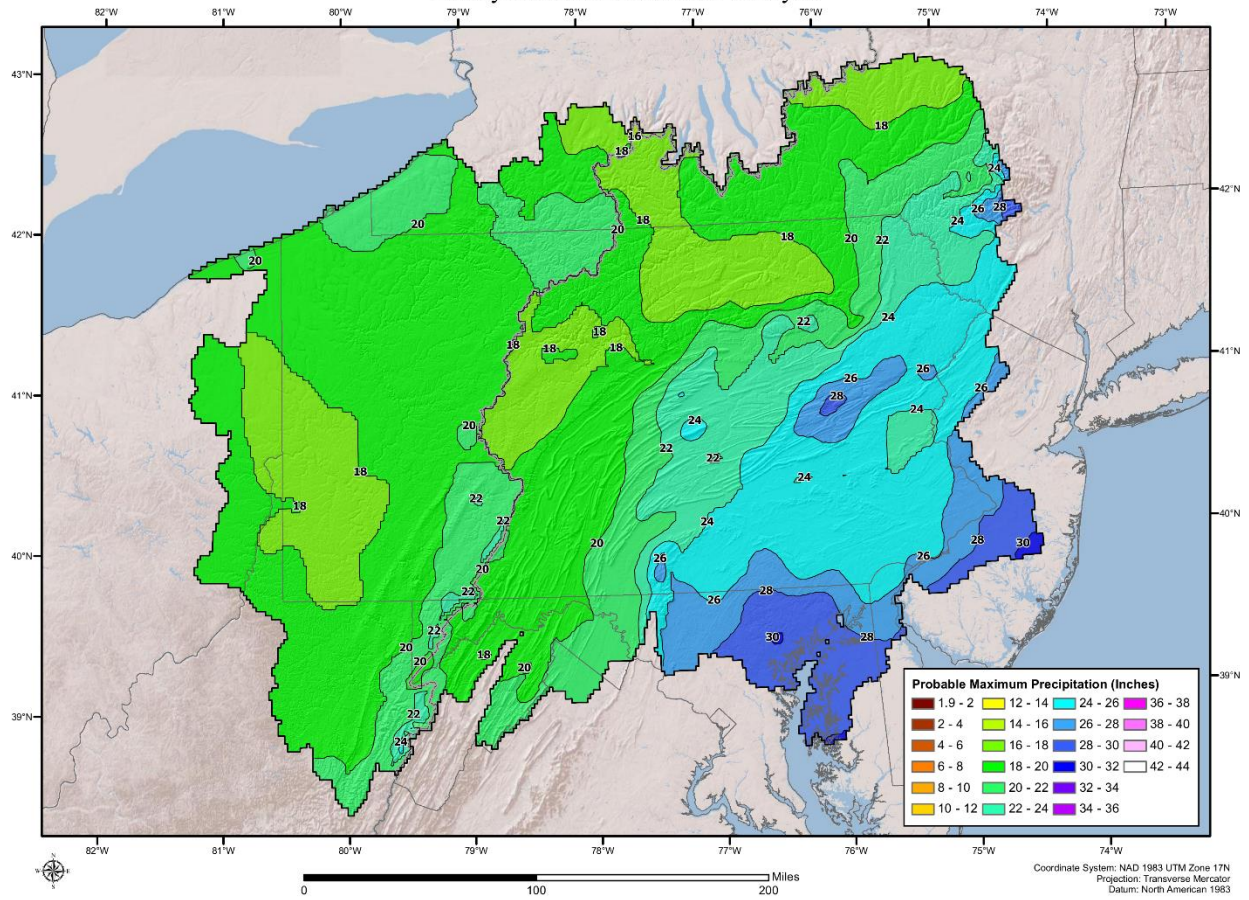 80°W 79°W 78°W 77°W 76°W 75°W 74°W 73°W
43°N
18
16
18
24
42°N
42°N
26 28
24
18
20
20
18
20 22
20
24
22
18
18
18 18
41°N
41°N
26
26
26
28
24
24
20
22
22
18
22
24
18
22
24
40°N
40°N
20
28
30
26
26
20
22
28
26
30
28
22
20
20
18
20
39°N
39°N
22
24
Probable Maximum Precipitation (Inches)
1.9 - 2 12 - 14 24 - 26 36 - 38
2 - 4 14 - 16 26 - 28 38 - 40
4 - 6 16 - 18 28 - 30 40 - 42
6 - 8 18 - 20 30 - 32 42 - 44
8 - 10 20 - 22 32 - 34
10 - 12 22 - 24 34 - 36
82°W 81°W 80°W 79°W 78°W 77°W 76°W 75°W 74°W
N
W E
S
Miles
0 100 200
Coordinate System: NAD 1983 UTM Zone 17N
Projection: Transverse Mercator
Datum: North American 1983